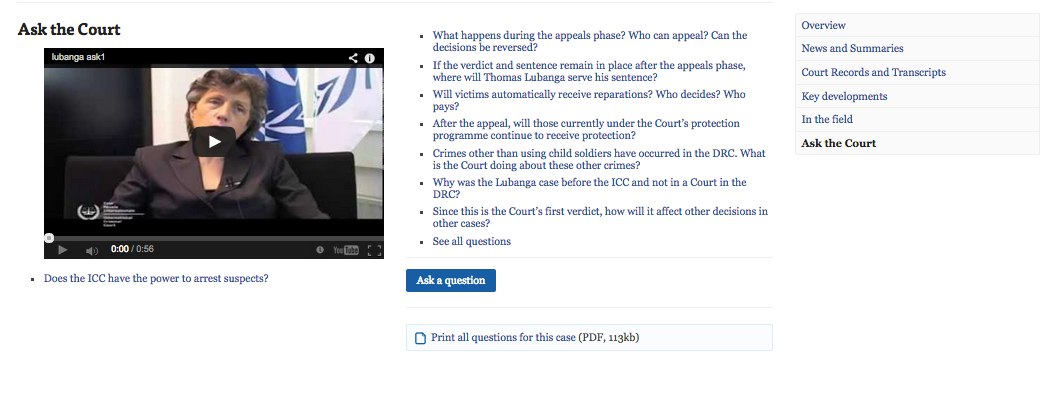 Ask the Court
lubanga ask1
Cour
Pénale
Internationale
International
Criminal
Court
0:00 / 0:56
YouTube
Does the ICC have the power to arrest suspects?
What happens during the appeals phase? Who can appeal? Can the
decisions be reversed?
If the verdict and sentence remain in place after the appeals phase,
where will Thomas Lubanga serve his sentence?
Will victims automatically receive reparations? Who decides? Who
pays?
After the appeal, will those currently under the Court's protection
programme continue to receive protection?
Crimes other than using child soldiers have occurred in the DRC. What
is the Court doing about these other crimes?
Why was the Lubanga case before the ICC and not in a Court in the
DRC?
Since this is the Court's first verdict, how will it affect other decisions in
other cases?
See all questions
Ask a question
Print all questions for this case (PDF, 113kb)
Overview
News and Summaries
Court Records and Transcripts
Key developments
In the field
Ask the Court